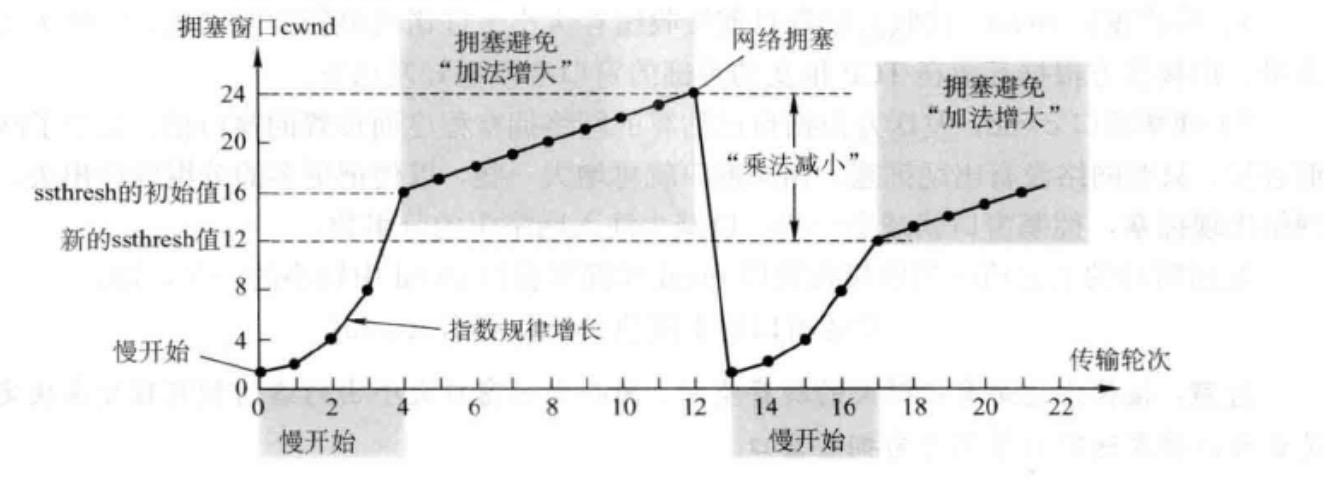 拥塞窗口cwnd
拥塞避免
“加法增大”
网络拥塞
拥塞避免
“加法增大”
24
20
“乘法减小”
ssthresh的初始值16
新的ssthresh值12
8
指数规律增长
4
慢开始
0
传输轮次
0 2 4 6 8 10 12 14 16 18 20 22
慢开始
慢开始